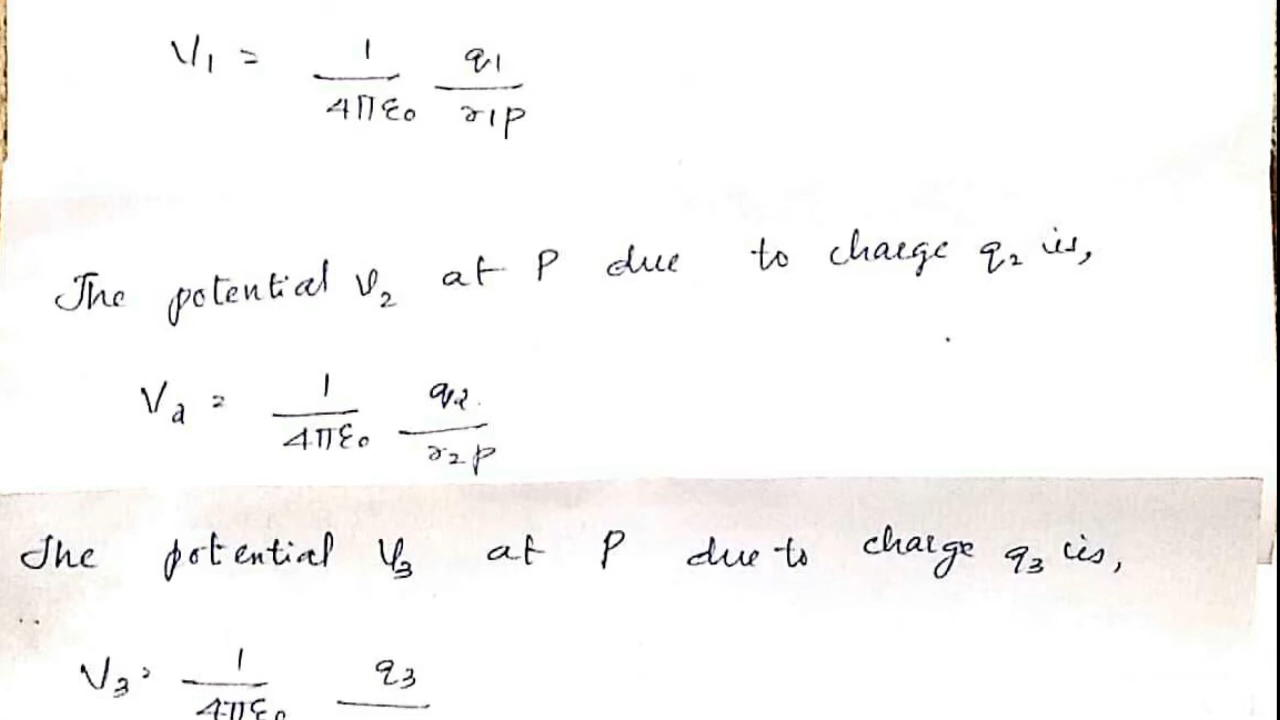 V₁ = 1/4πε₀ q₁/r₁p
The potential V₂ at P due to charge q₂ is,
V₂ = 1/4πε₀ q₂/r₂p
The potential V₃ at P due to charge q₃ is,
V₃ = 1/4πε₀ q₃